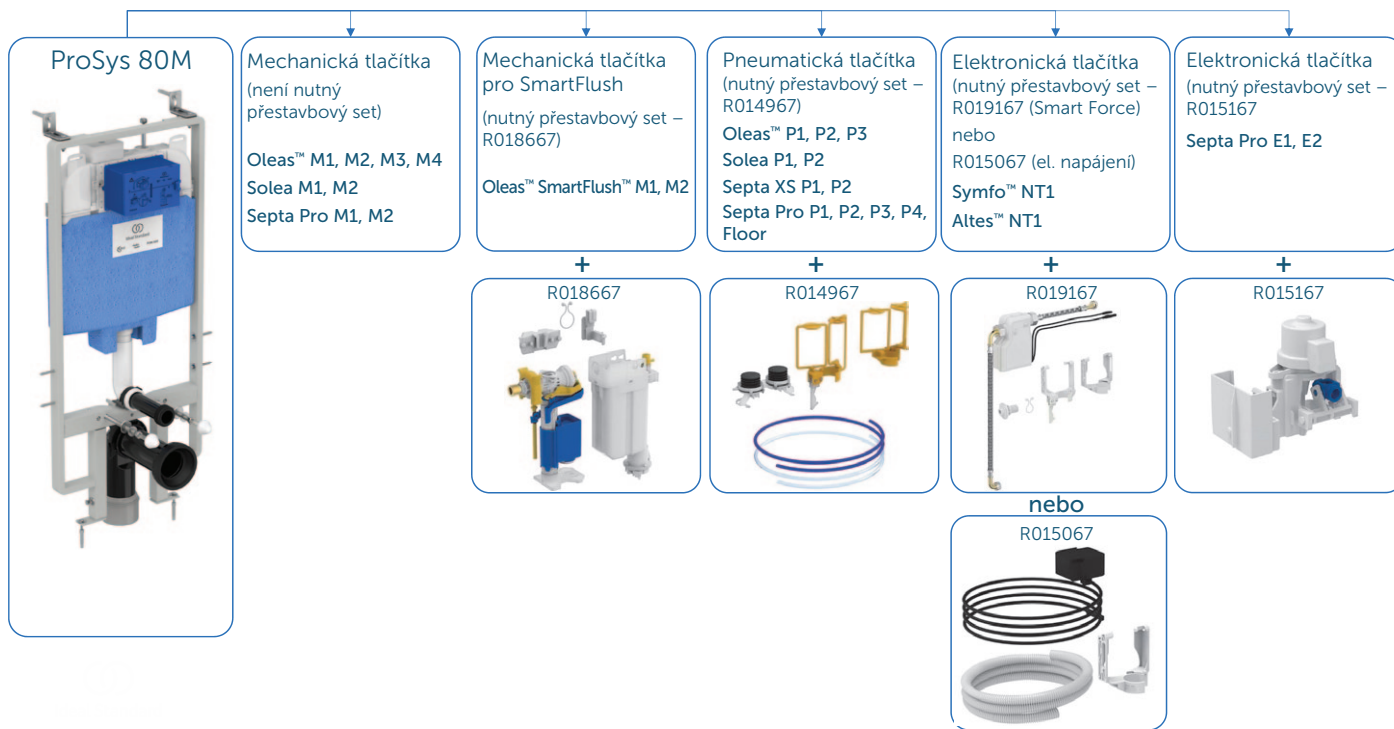 ProSys 80M
Mechanická tlačítka
(není nutný
přestavbový set)
Oleas™ M1, M2, M3, M4
Solea M1, M2
Septa Pro M1, M2
Mechanická tlačítka
pro SmartFlush
(nutný přestavbový set –
R018667)
Oleas™ SmartFlush™ M1, M2
Pneumatická tlačítka
(nutný přestavbový set –
R014967)
Oleas™ P1, P2, P3
Solea P1, P2
Septa XS P1, P2
Septa Pro P1, P2, P3, P4,
Floor
Elektronická tlačítka
(nutný přestavbový set –
R019167 (Smart Force)
nebo
R015067 (el. napájení)
Symfo™ NT1
Altes™ NT1
Elektronická tlačítka
(nutný přestavbový set –
R015167
Septa Pro E1, E2
+
+
+
+
R018667
R014967
R019167
R015167
nebo
R015067